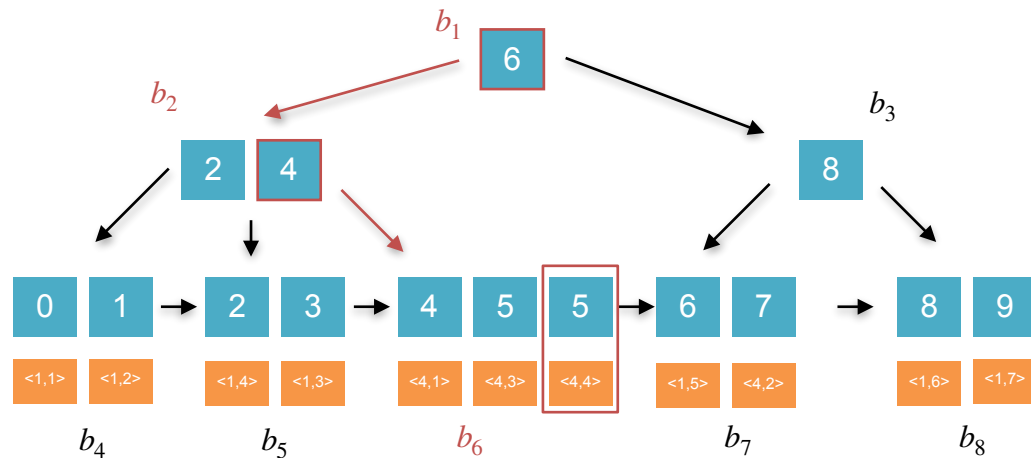 b1
6
b2
b3
2 4
8
0 1 2 3 4 5 5 6 7 8 9
<1,1> <1,2> <1,4> <1,3> <4,1> <4,3> <4,4> <1,5> <4,2> <1,6> <1,7>
b4 b5 b6 b7 b8